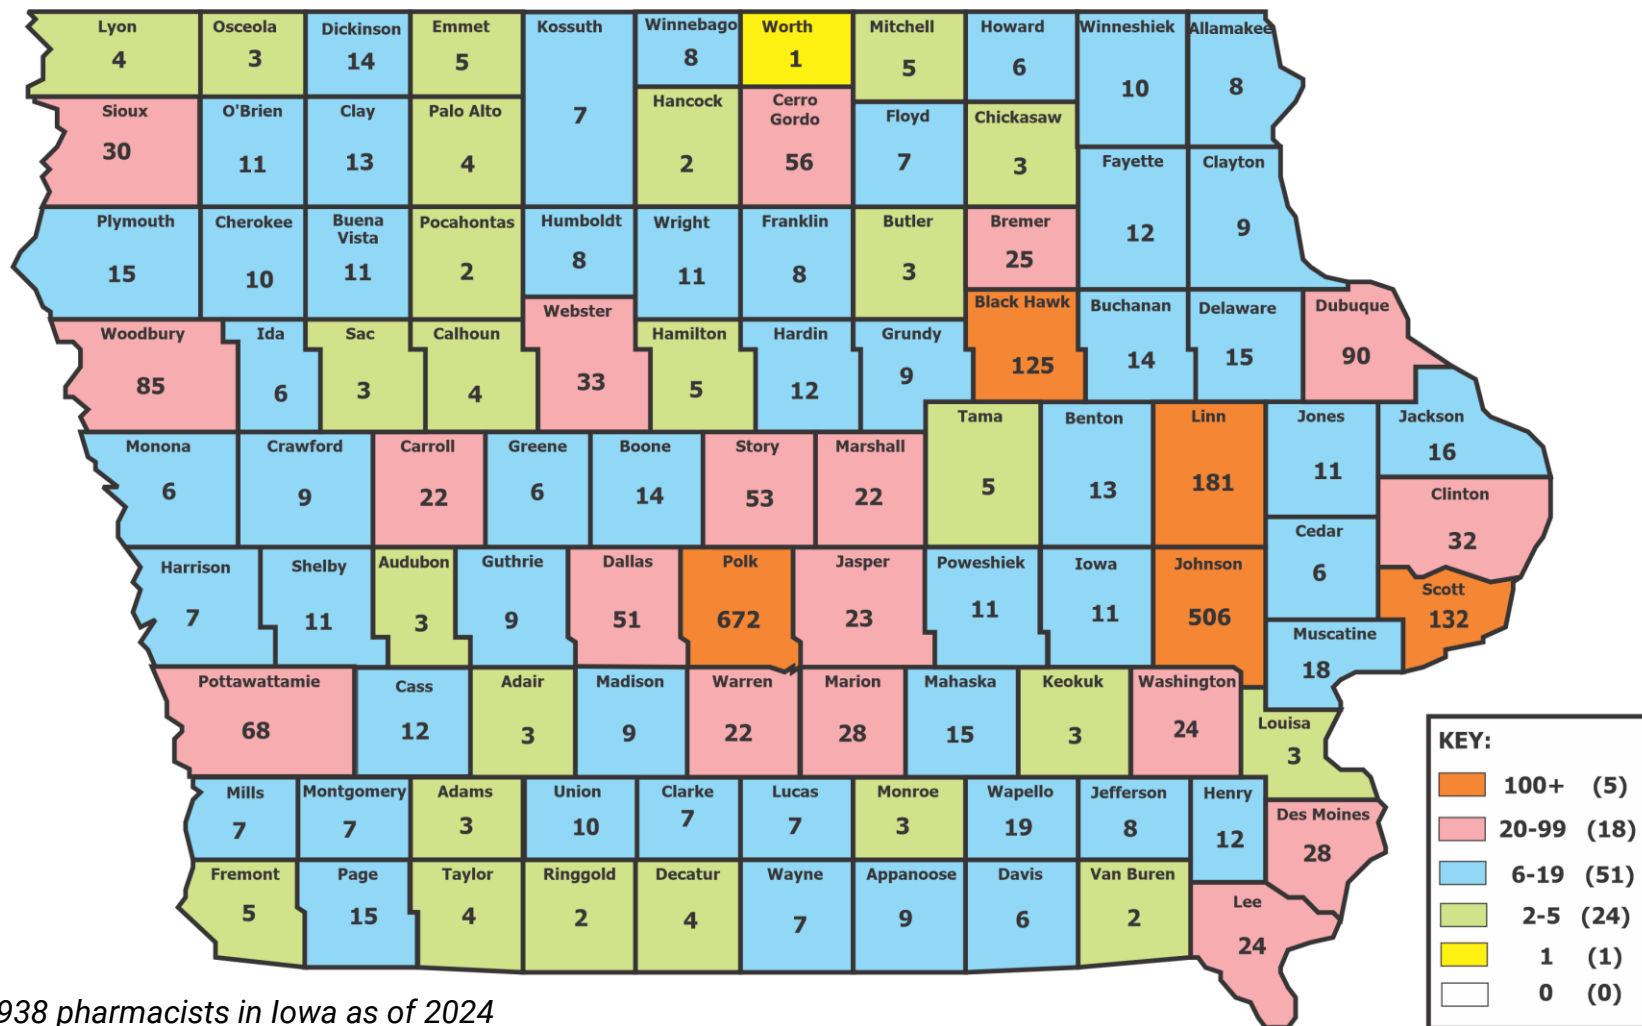 Lyon
4
Osceola
3
Dickinson
14
Emmet
5
Kossuth
7
Winnebago
8
Worth
1
Mitchell
5
Howard
6
Winneshiek
10
Allamakee
8
Sioux
30
O'Brien
11
Clay
13
Palo Alto
4
Hancock
2
Cerro
Gordo
56
Floyd
7
Chickasaw
3
Fayette
12
Clayton
9
Plymouth
15
Cherokee
10
Buena
Vista
11
Pocahontas
2
Humboldt
8
Wright
11
Franklin
8
Butler
3
Bremer
25
Woodbury
85
Ida
6
Sac
3
Calhoun
4
Webster
33
Hamilton
5
Hardin
12
Grundy
9
Black Hawk
125
Buchanan
14
Delaware
15
Dubuque
90
Monona
6
Crawford
9
Carroll
22
Greene
6
Boone
14
Story
53
Marshall
22
Tama
5
Benton
13
Linn
181
Jones
11
Jackson
16
Clinton
32
Cedar
6
Harrison
7
Shelby
11
Audubon
3
Guthrie
9
Dallas
51
Polk
672
Jasper
23
Poweshiek
11
Iowa
11
Johnson
506
Scott
132
Muscatine
18
Pottawattamie
68
Cass
12
Adair
3
Madison
9
Warren
22
Marion
28
Mahaska
15
Keokuk
3
Washington
24
Louisa
3
Mills
7
Montgomery
7
Adams
3
Union
10
Clarke
7
Lucas
7
Monroe
3
Wapello
19
Jefferson
8
Henry
12
Des Moines
28
Fremont
5
Page
15
Taylor
4
Ringgold
2
Decatur
4
Wayne
7
Appanoose
9
Davis
6
Van Buren
2
Lee
24
KEY:
100+ (5)
20-99 (18)
6-19 (51)
2-5 (24)
1 (1)
0 (0)
938 pharmacists in Iowa as of 2024